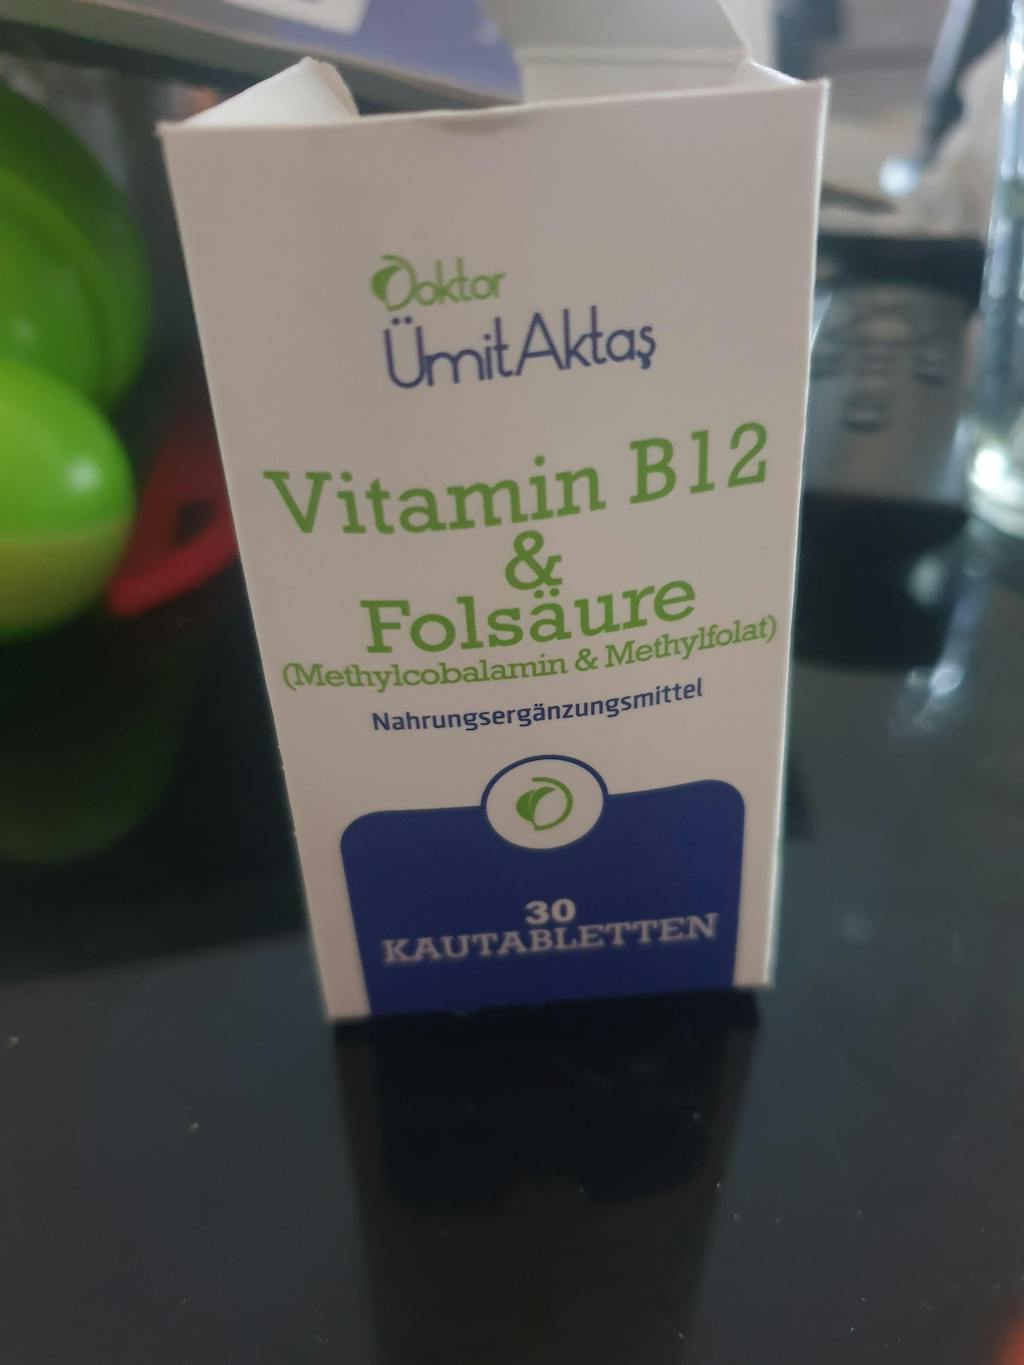 Doktor
ÜmitAktaş
Vitamin B12
&
Folsäure
(Methylcobalamin & Methylfolat)
Nahrungsergänzungsmittel
30
KAUTABLETTEN